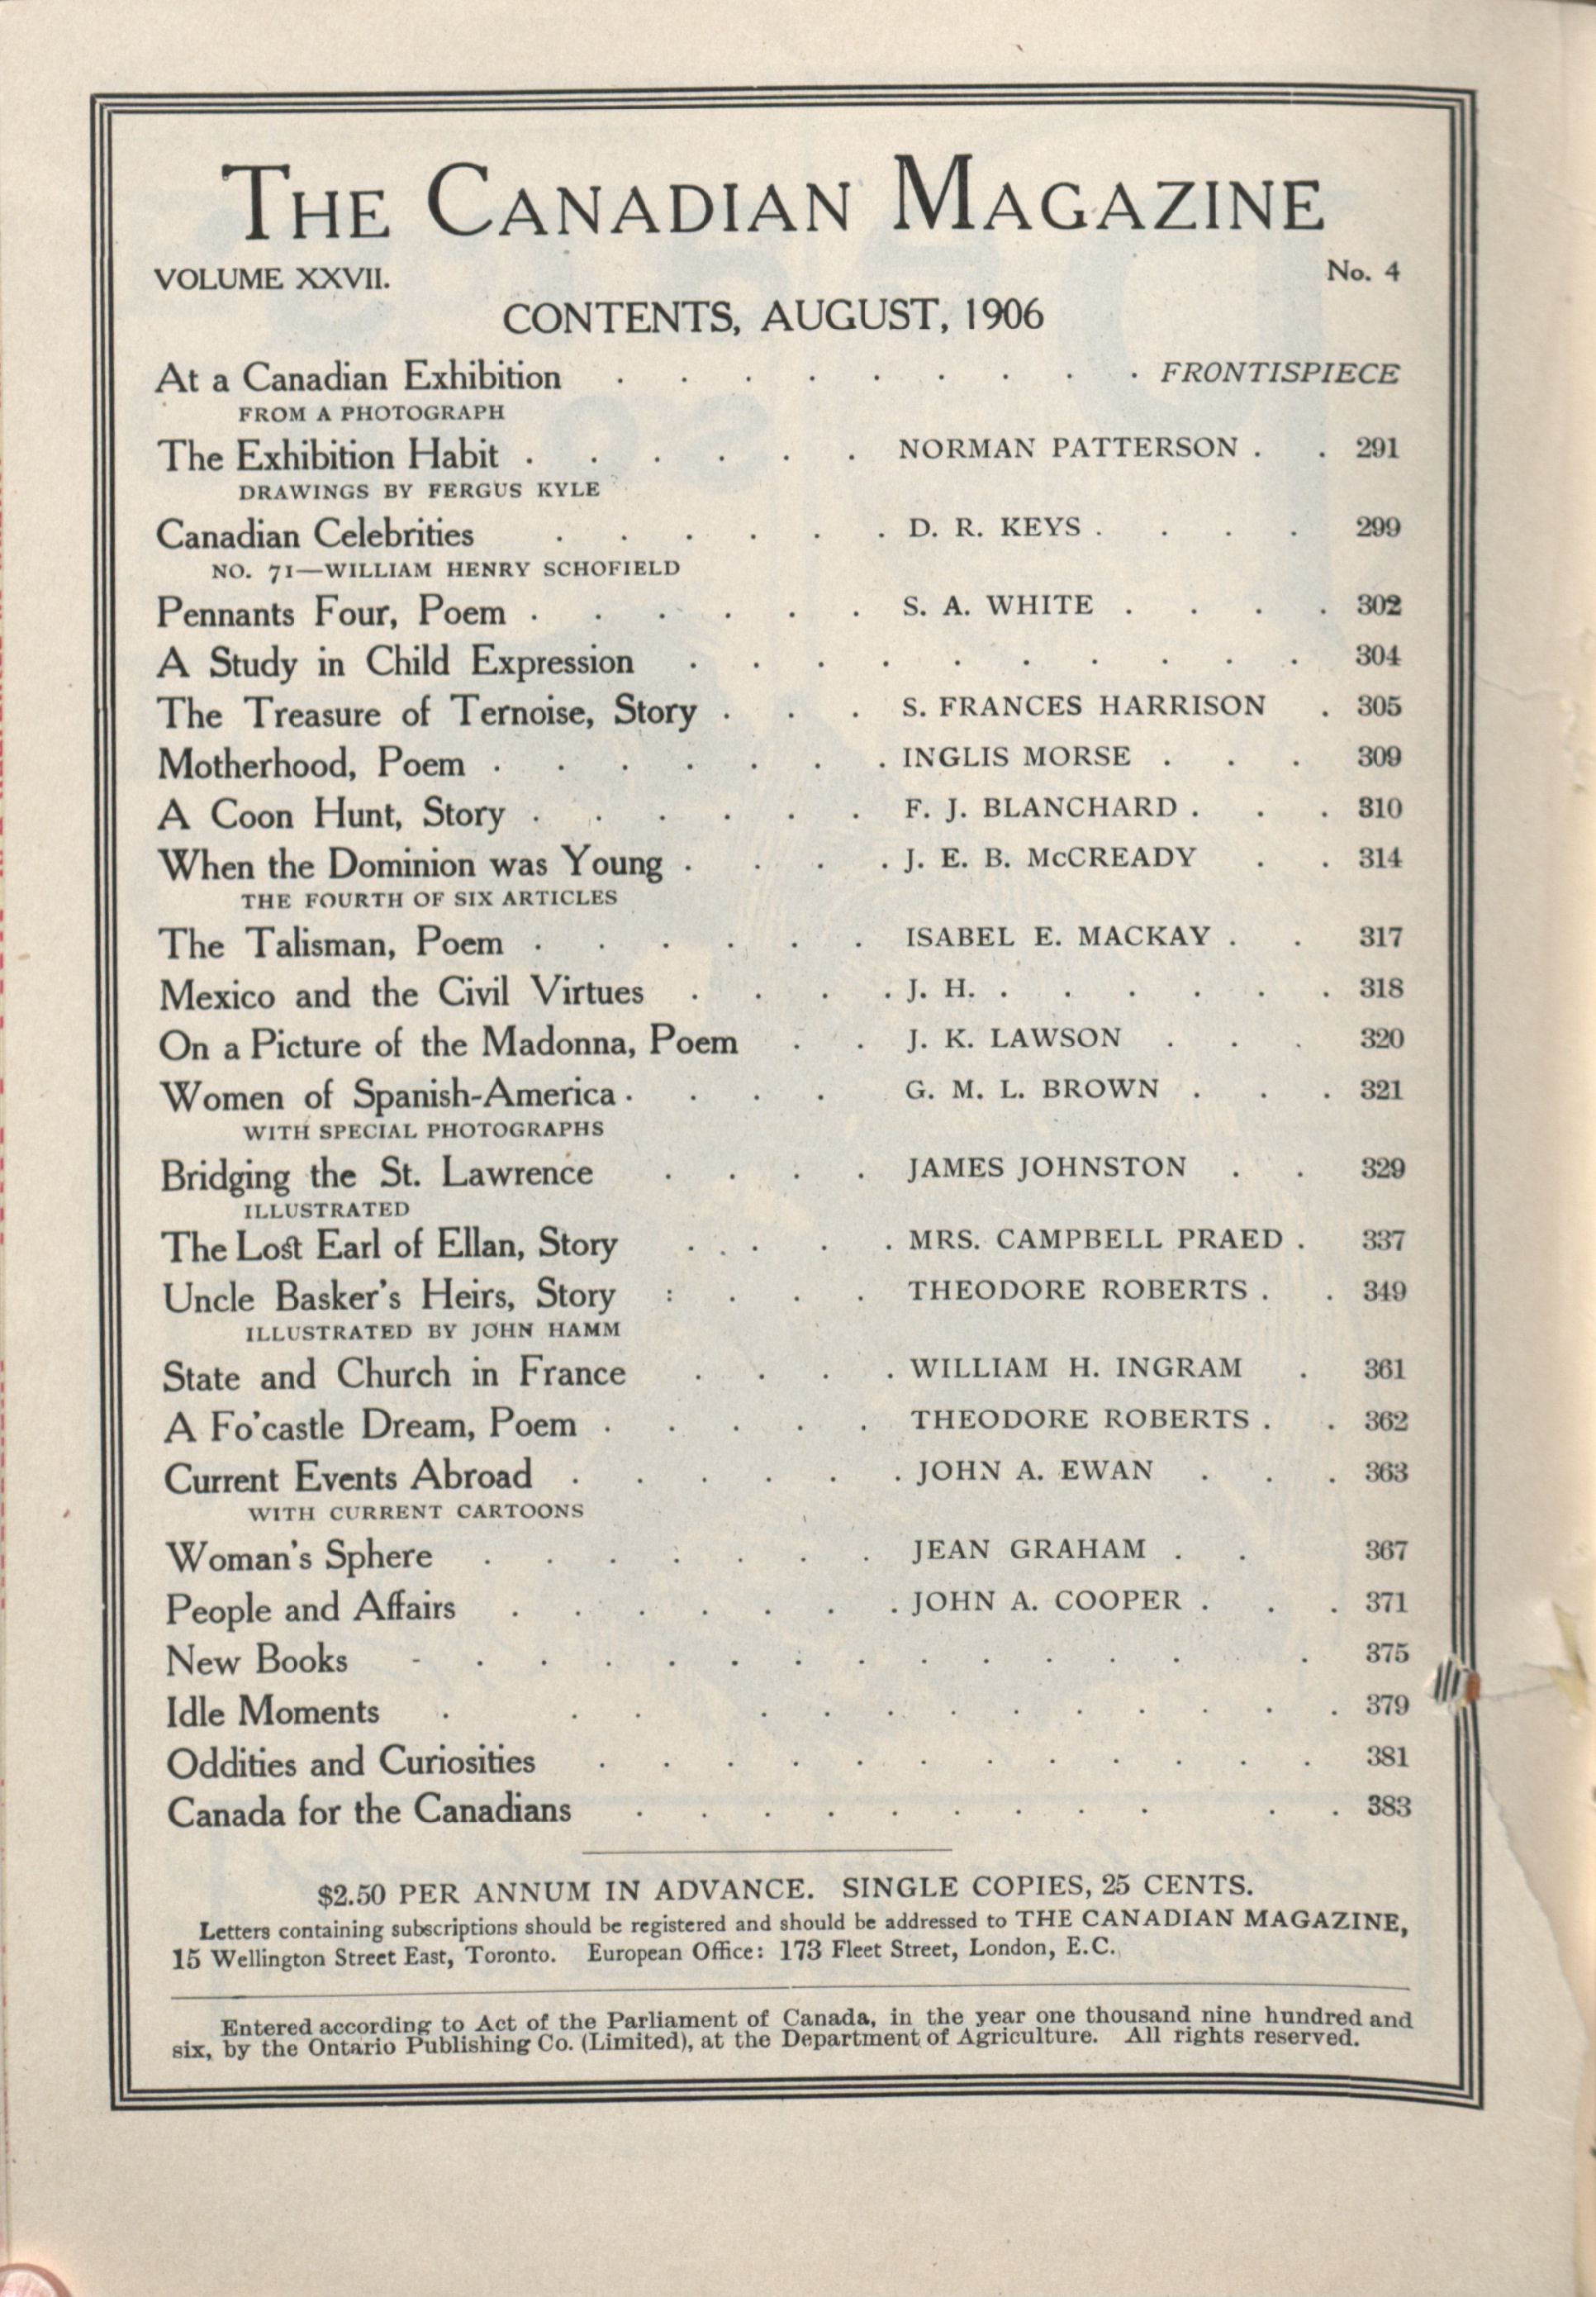 THE CANADIAN MAGAZINE
VOLUME XXVII. No. 4
CONTENTS, AUGUST, 1906
At a Canadian Exhibition . . . . . . . . . FRONTISPIECE
FROM A PHOTOGRAPH
The Exhibition Habit . . . . . . NORMAN PATTERSON . . 291
DRAWINGS BY FERGUS KYLE
Canadian Celebrities . . . . . . D. R. KEYS . . . . 299
NO. 71—WILLIAM HENRY SCHOFIELD
Pennants Four, Poem . . . . . . S. A. WHITE . . . . 302
A Study in Child Expression . . . . . . . . . . 304
The Treasure of Ternoise, Story . . . S. FRANCES HARRISON . 305
Motherhood, Poem . . . . . . . INGLIS MORSE . . . 309
A Coon Hunt, Story . . . . . . F. J. BLANCHARD . . . 310
When the Dominion was Young . . . . J. E. B. McCREADY . . 314
THE FOURTH OF SIX ARTICLES
The Talisman, Poem . . . . . . ISABEL E. MACKAY . . 317
Mexico and the Civil Virtues . . . . J. H. . . . . . . 318
On a Picture of the Madonna, Poem . . J. K. LAWSON . . . 320
Women of Spanish-America . . . . G. M. L. BROWN . . . 321
WITH SPECIAL PHOTOGRAPHS
Bridging the St. Lawrence . . . . JAMES JOHNSTON . . 329
ILLUSTRATED
The Lost Earl of Ellan, Story . . . . . MRS. CAMPBELL PRAED . 337
Uncle Basker's Heirs, Story : . . . THEODORE ROBERTS . . 349
ILLUSTRATED BY JOHN HAMM
State and Church in France . . . . WILLIAM H. INGRAM . 361
A Fo'castle Dream, Poem . . . . . THEODORE ROBERTS . . 362
Current Events Abroad . . . . . . JOHN A. EWAN . . . 363
WITH CURRENT CARTOONS
Woman's Sphere . . . . . . . JEAN GRAHAM . . 367
People and Affairs . . . . . . . JOHN A. COOPER . . . 371
New Books - . . . . . . . . . . . . . 375
Idle Moments . . . . . . . . . . . . . 379
Oddities and Curiosities . . . . . . . . . . . . 381
Canada for the Canadians . . . . . . . . . . . 383
$2.50 PER ANNUM IN ADVANCE. SINGLE COPIES, 25 CENTS.
Letters containing subscriptions should be registered and should be addressed to THE CANADIAN MAGAZINE,
15 Wellington Street East, Toronto. European Office: 173 Fleet Street, London, E.C.
Entered according to Act of the Parliament of Canada, in the year one thousand nine hundred and
six, by the Ontario Publishing Co. (Limited), at the Department of Agriculture. All rights reserved.